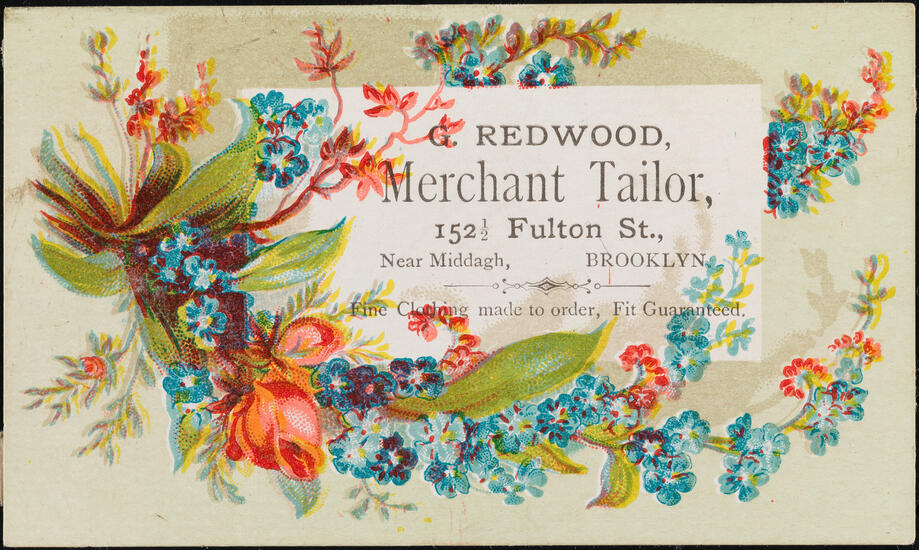 G. REDWOOD,
Merchant Tailor,
152½ Fulton St.,
Near Middagh, BROOKLYN.
Fine Clothing made to order, Fit Guaranteed.